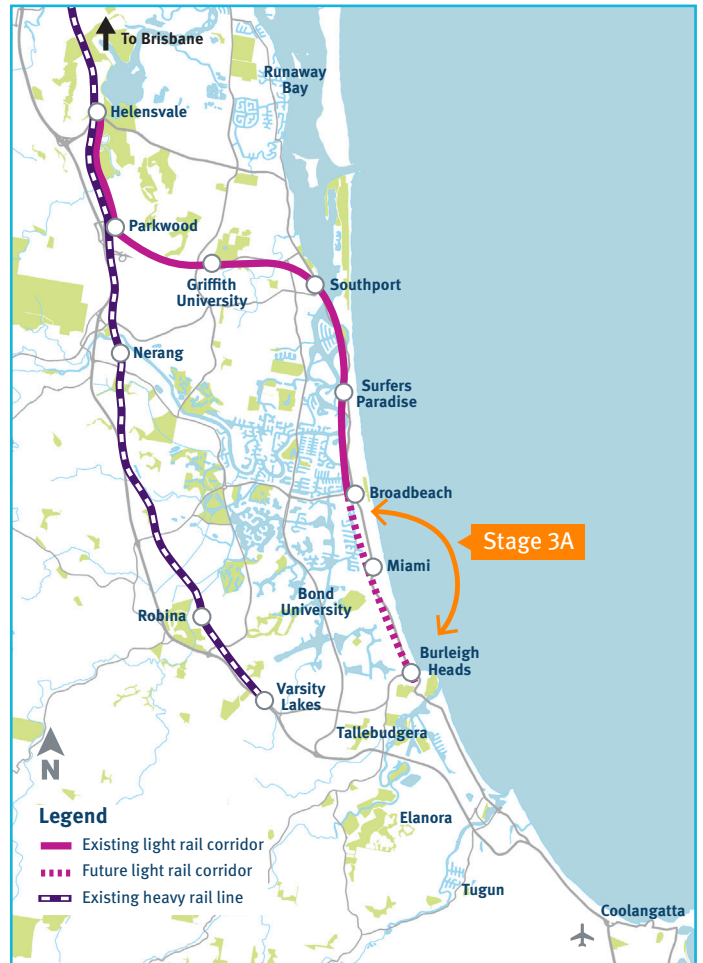 To Brisbane
Runaway
Bay
Helensvale
Parkwood
Griffith
University
Southport
Nerang
Surfers
Paradise
Broadbeach
Stage 3A
Miami
Bond
University
Robina
Burleigh
Heads
Varsity
Lakes
Tallebudgera
N
Legend
Existing light rail corridor
Future light rail corridor
Existing heavy rail line
Elanora
Tugun
Coolangatta